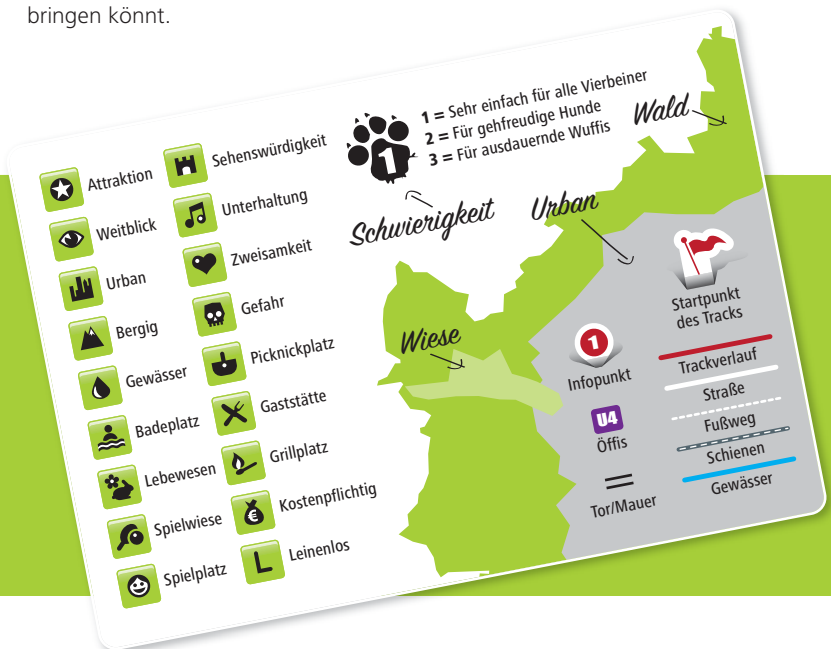 bringen könnt.
Attraktion
Weitblick
Urban
Bergig
Gewässer
Badeplatz
Lebewesen
Spielwiese
Spielplatz
Sehenswürdigkeit
Unterhaltung
Zweisamkeit
Gefahr
Picknickplatz
Gaststätte
Grillplatz
€
Kostenpflichtig
L
Leinenlos
1
1 = Sehr einfach für alle Vierbeiner
2 = Für gehfreudige Hunde
3 = Für ausdauernde Wuffis
Schwierigkeit
Urban
Wald
Wiese
1
Infopunkt
U4
Öffis
Tor/Mauer
Startpunkt
des Tracks
Trackverlauf
Straße
Fußweg
Schienen
Gewässer